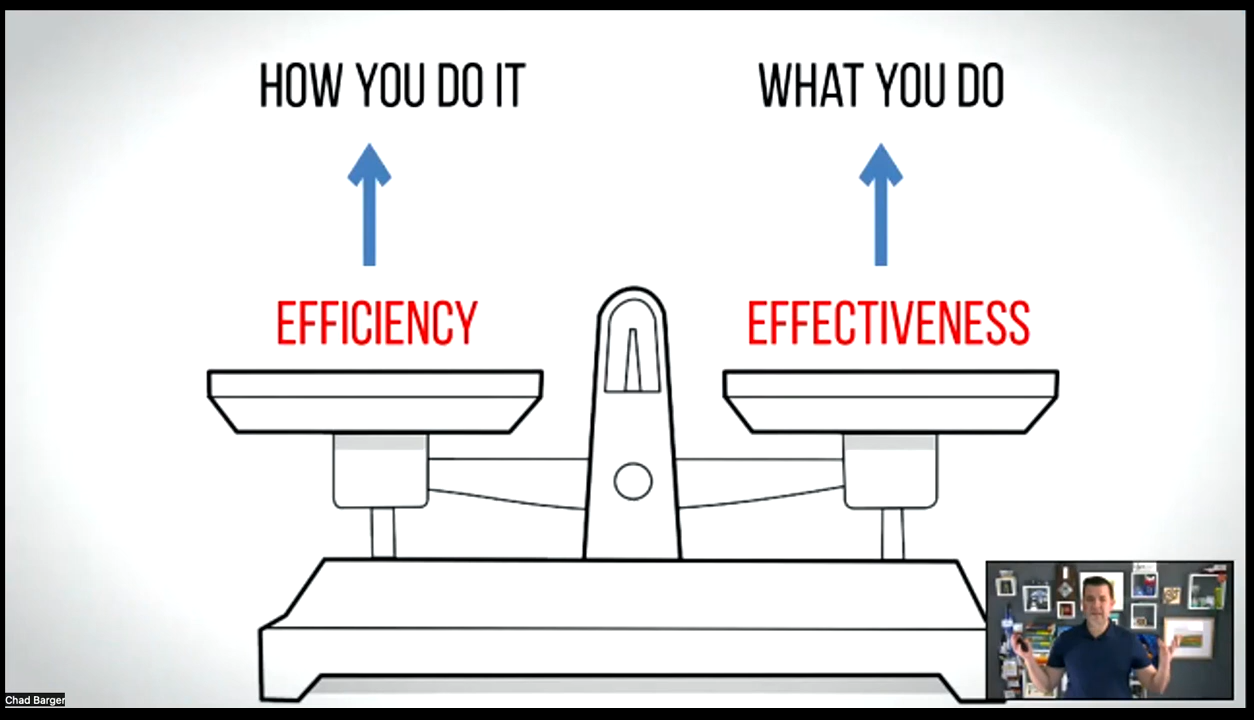 HOW YOU DO IT
WHAT YOU DO
EFFICIENCY
EFFECTIVENESS
Chad Barger